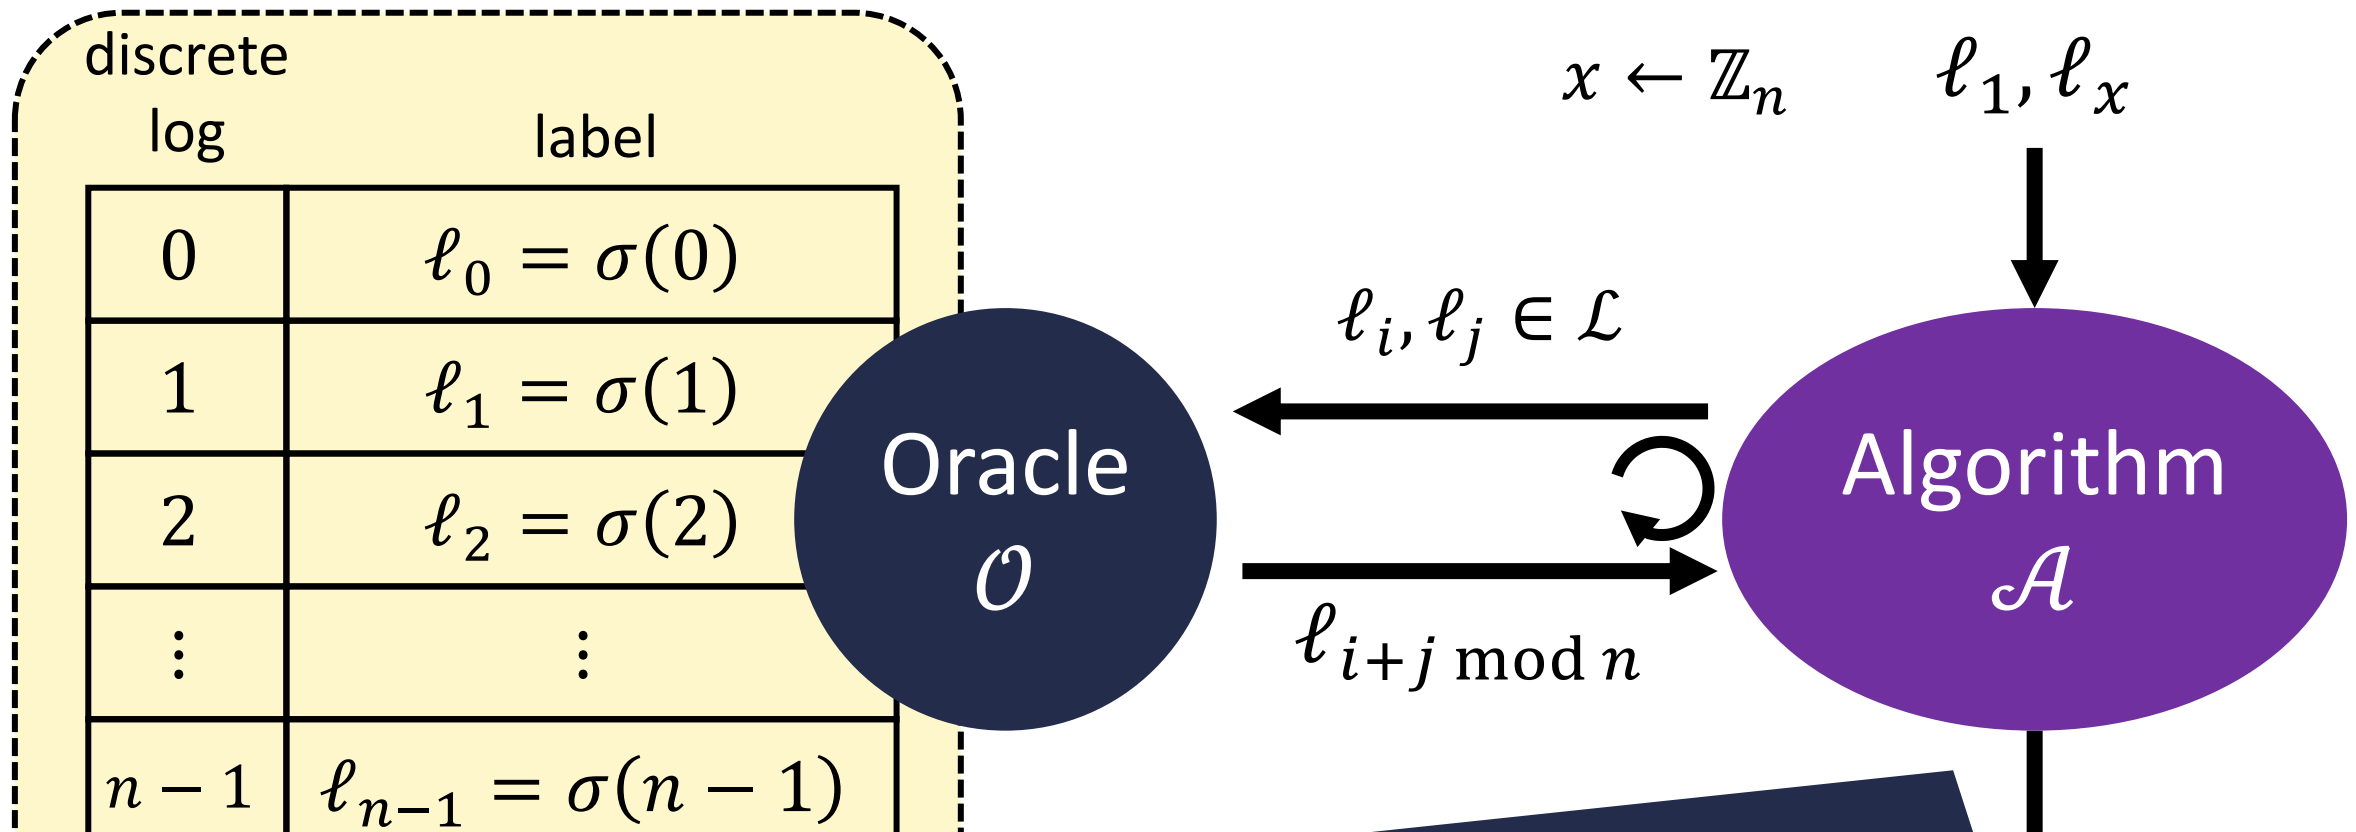 discrete
log label
0 ℓ₀ = σ(0)
1 ℓ₁ = σ(1)
2 ℓ₂ = σ(2)
⋮ ⋮
n − 1 ℓₙ₋₁ = σ(n − 1)
Oracle
𝒪
x ← ℤₙ ℓ₁, ℓₓ
ℓᵢ, ℓⱼ ∈ ℒ
ℓ_{i+j mod n}
Algorithm
𝒜